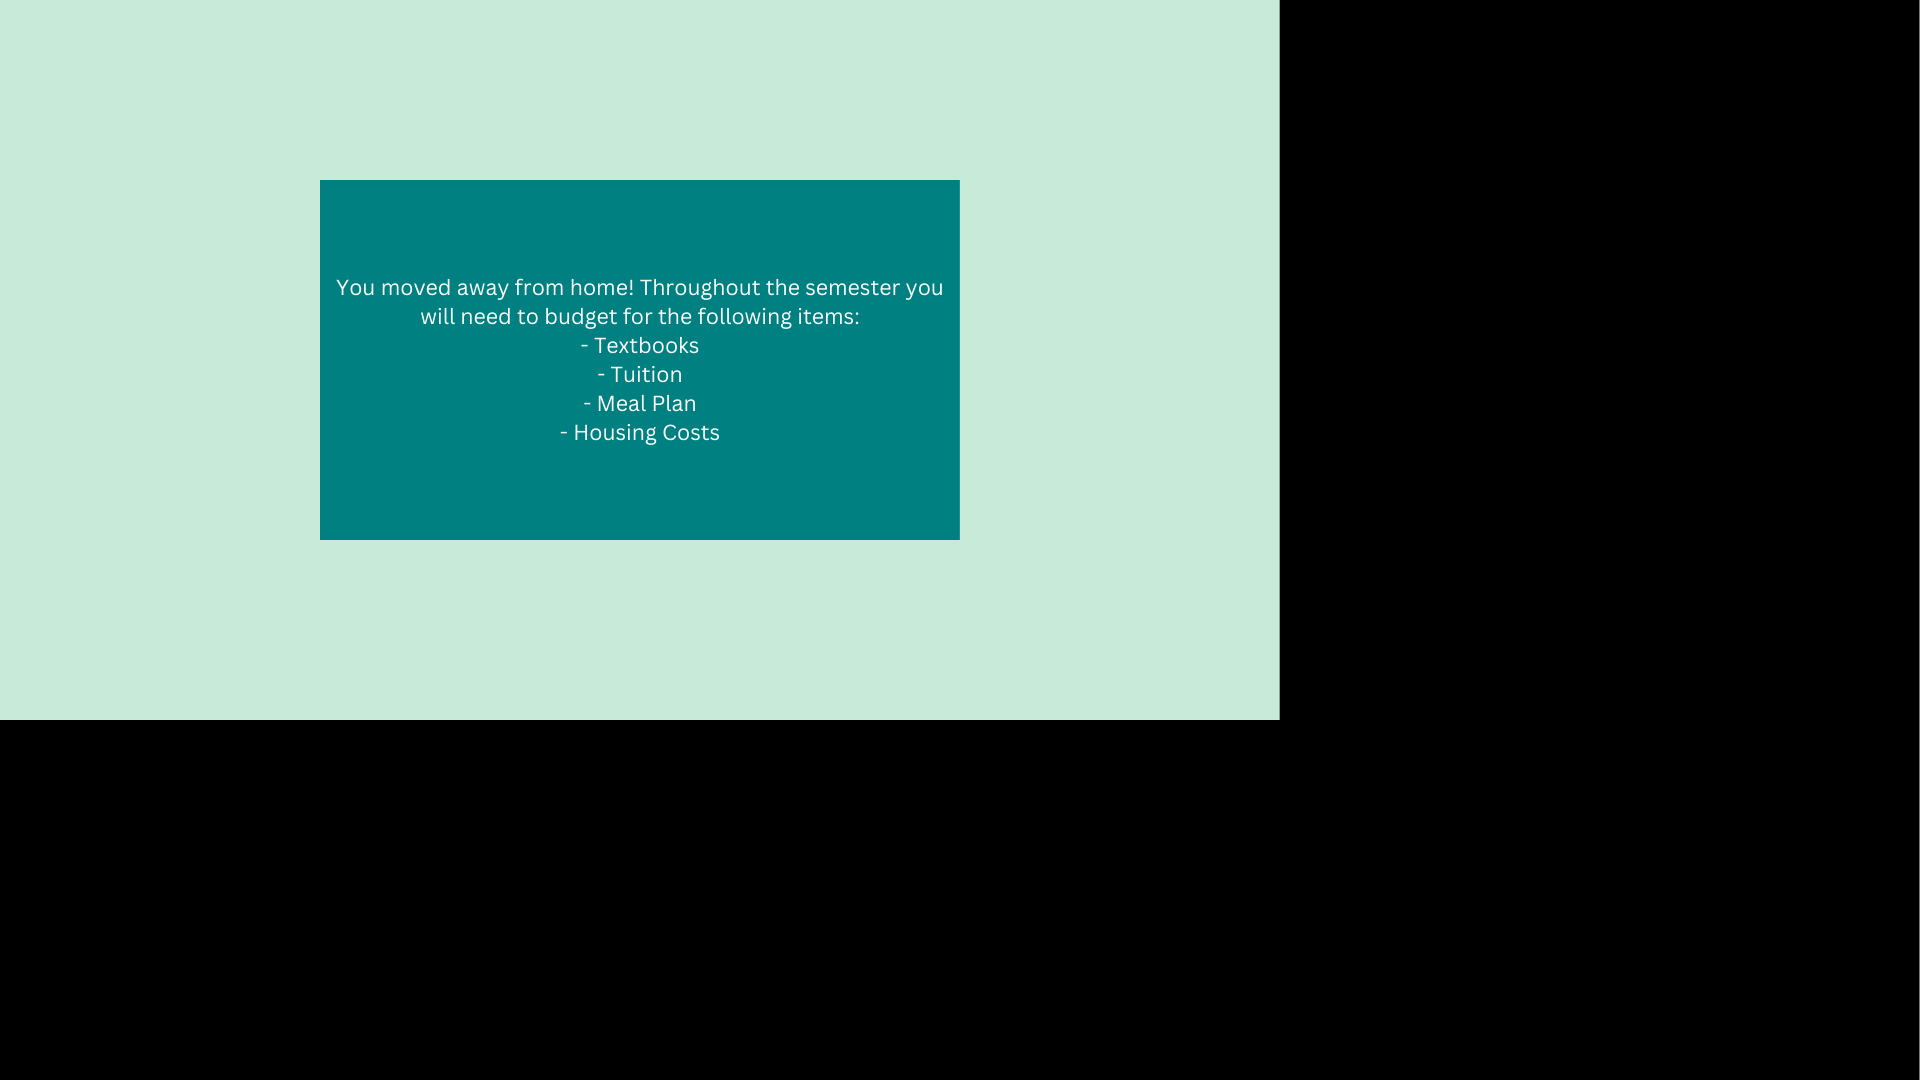 You moved away from home! Throughout the semester you
will need to budget for the following items:
- Textbooks
- Tuition
- Meal Plan
- Housing Costs